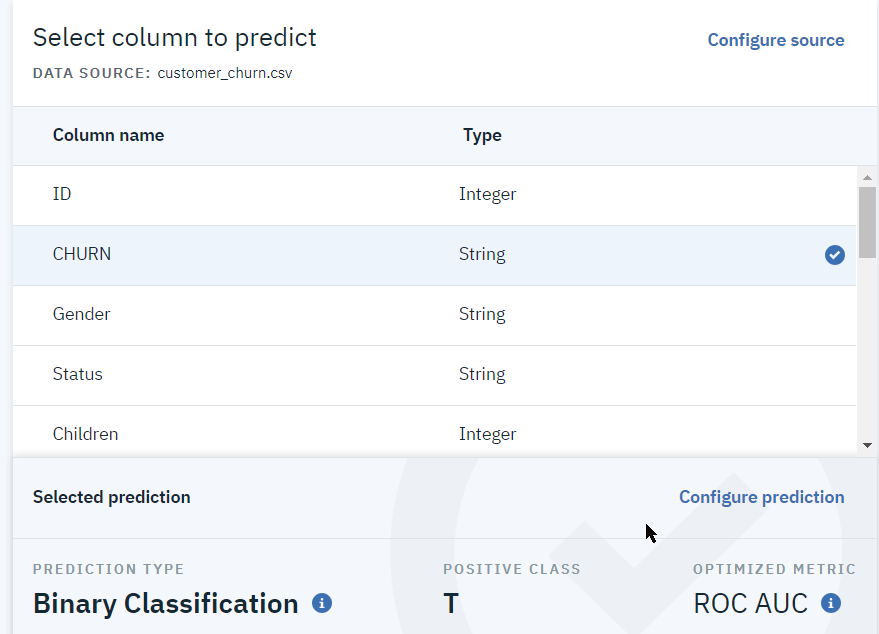 Select column to predict
Configure source
DATA SOURCE: customer_churn.csv
Column name Type
ID Integer
CHURN String
Gender String
Status String
Children Integer
Selected prediction
Configure prediction
PREDICTION TYPE POSITIVE CLASS OPTIMIZED METRIC
Binary Classification T ROC AUC